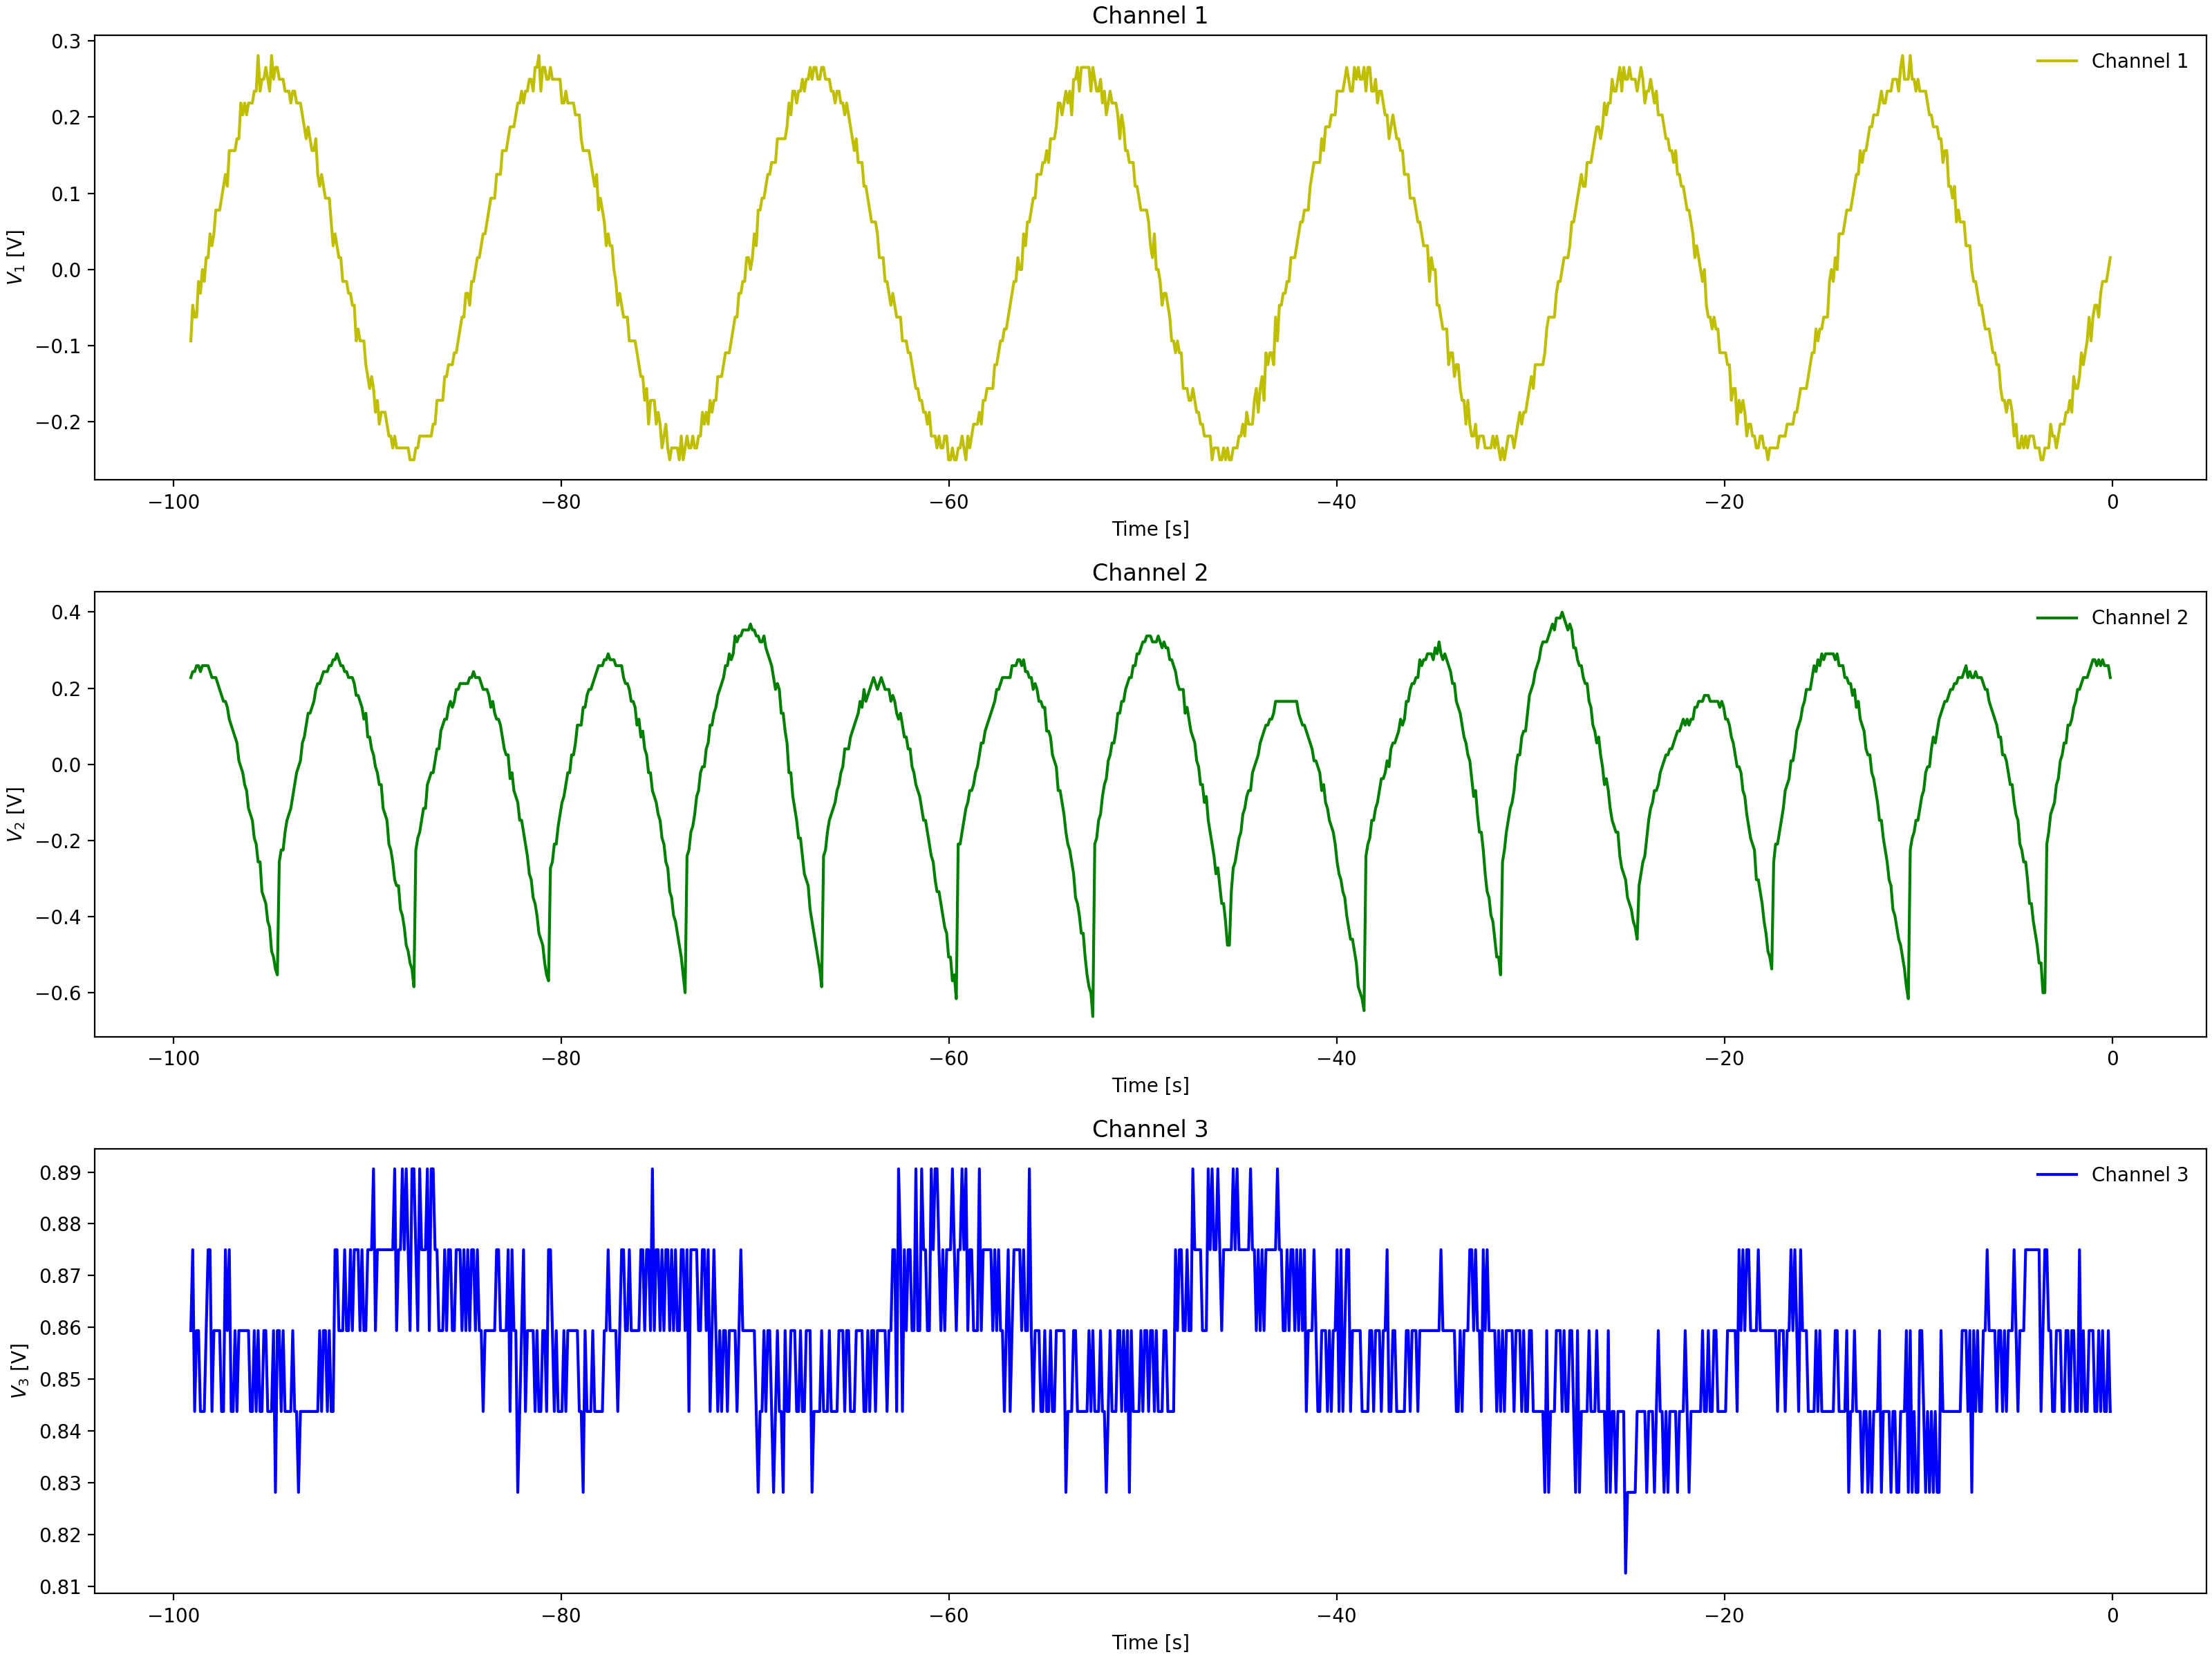 Channel 1
0.3
0.2
0.1
0.0
−0.1
−0.2
V1 [V]
Channel 1
−100 −80 −60 −40 −20 0
Time [s]
Channel 2
0.4
0.2
0.0
−0.2
−0.4
−0.6
V2 [V]
Channel 2
−100 −80 −60 −40 −20 0
Time [s]
Channel 3
0.89
0.88
0.87
0.86
0.85
0.84
0.83
0.82
0.81
V3 [V]
Channel 3
−100 −80 −60 −40 −20 0
Time [s]